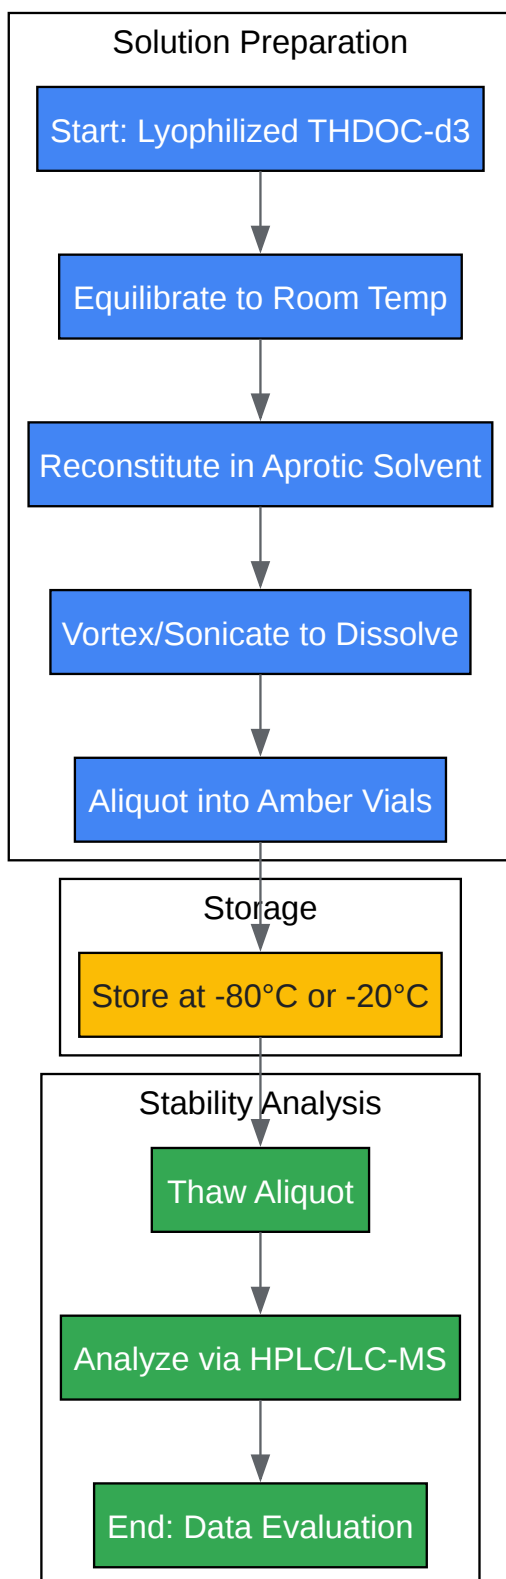 Solution Preparation
Start: Lyophilized THDOC-d3
Equilibrate to Room Temp
Reconstitute in Aprotic Solvent
Vortex/Sonicate to Dissolve
Aliquot into Amber Vials
Storage
Store at -80°C or -20°C
Stability Analysis
Thaw Aliquot
Analyze via HPLC/LC-MS
End: Data Evaluation